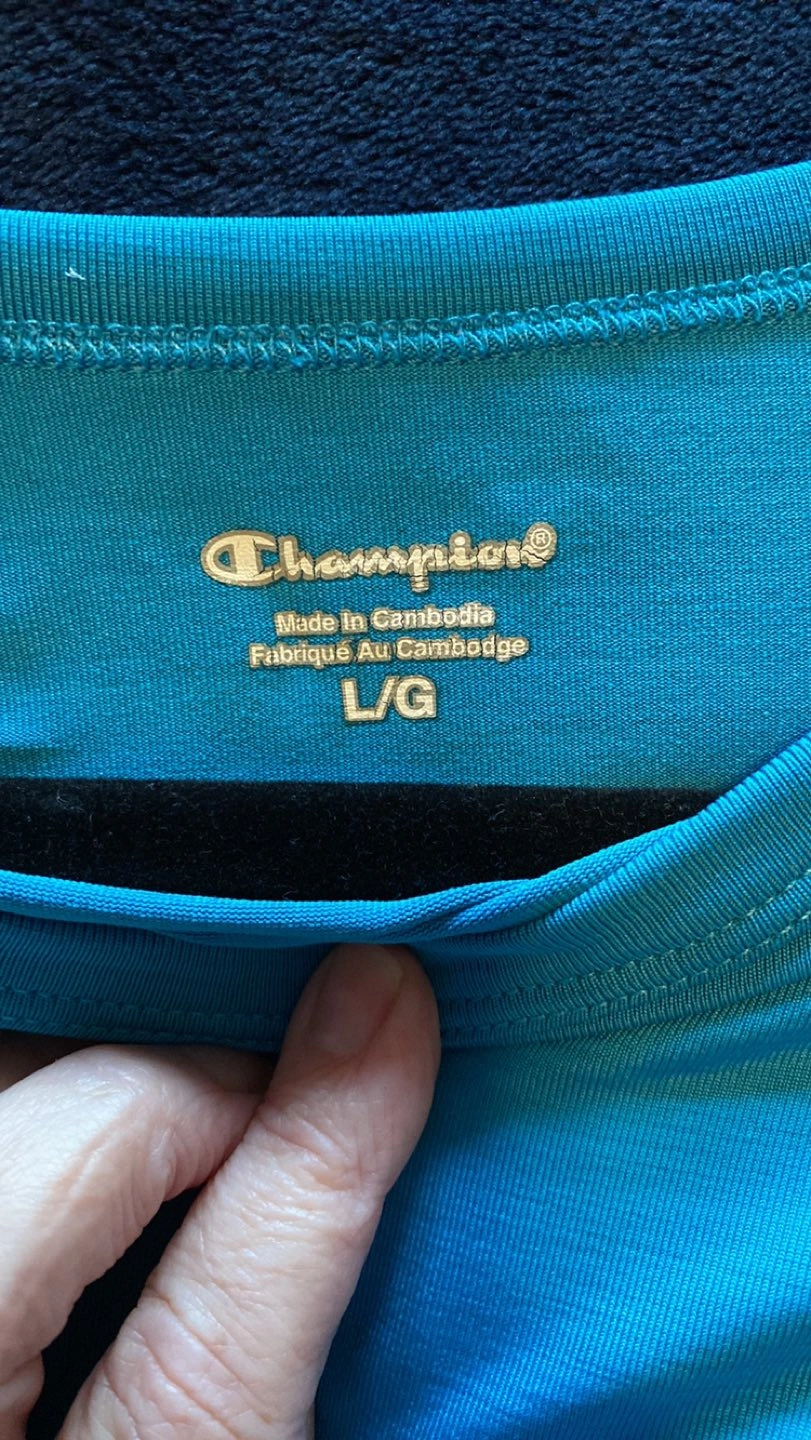 Champion®
Made In Cambodia
Fabriqué Au Cambodge
L/G